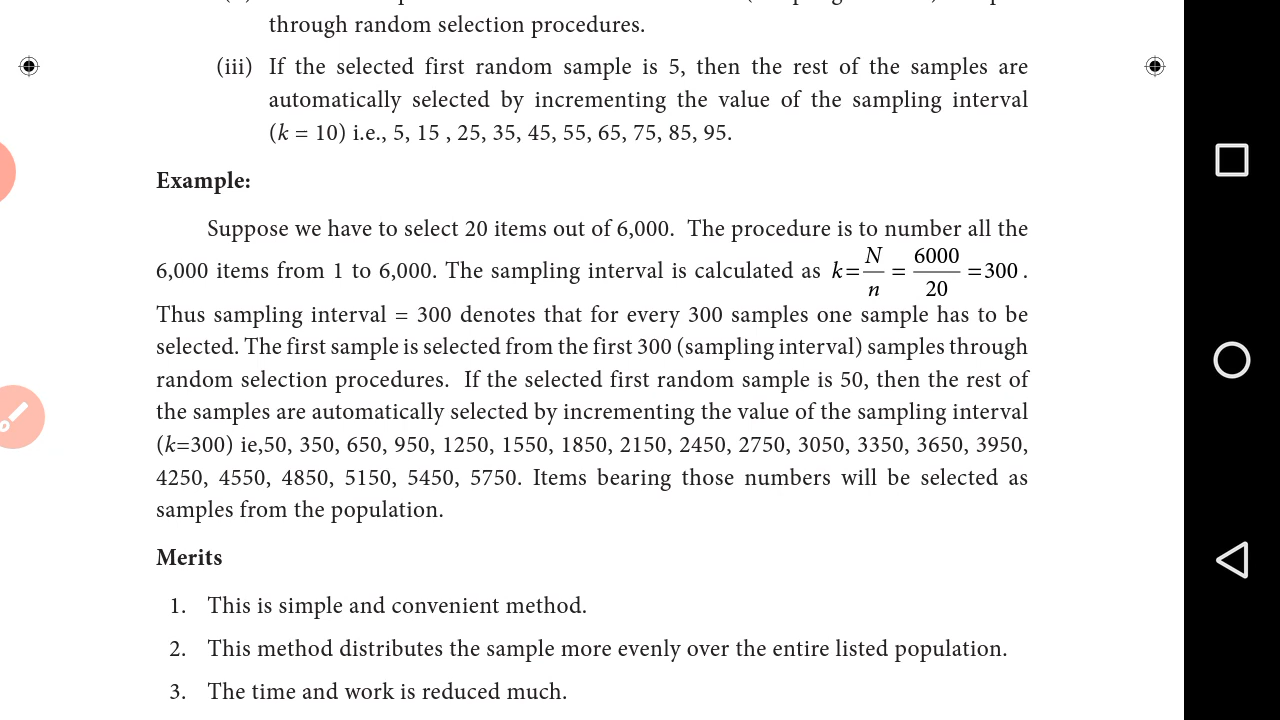 through random selection procedures.
(iii) If the selected first random sample is 5, then the rest of the samples are
automatically selected by incrementing the value of the sampling interval
(k = 10) i.e., 5, 15 , 25, 35, 45, 55, 65, 75, 85, 95.
Example:
Suppose we have to select 20 items out of 6,000. The procedure is to number all the
6,000 items from 1 to 6,000. The sampling interval is calculated as k = N/n = 6000/20 = 300 .
Thus sampling interval = 300 denotes that for every 300 samples one sample has to be
selected. The first sample is selected from the first 300 (sampling interval) samples through
random selection procedures. If the selected first random sample is 50, then the rest of
the samples are automatically selected by incrementing the value of the sampling interval
(k=300) ie,50, 350, 650, 950, 1250, 1550, 1850, 2150, 2450, 2750, 3050, 3350, 3650, 3950,
4250, 4550, 4850, 5150, 5450, 5750. Items bearing those numbers will be selected as
samples from the population.
Merits
1. This is simple and convenient method.
2. This method distributes the sample more evenly over the entire listed population.
3. The time and work is reduced much.